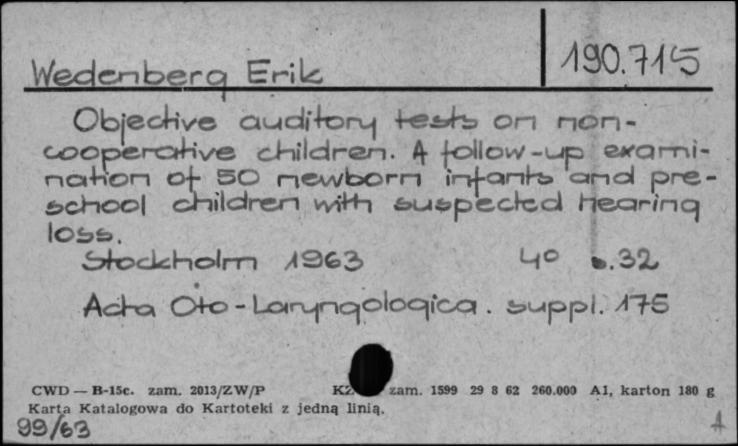 Wedenberg Erik 190.715
Objective auditory tests on non-
cooperative children. A follow-up exami-
nation of 50 newborn infants and pre-
school children with suspected hearing
loss.
Stockholm 1963 4° s.32
Acta Oto-Laryngologica. suppl. 175
CWD — B-15c. zam. 2013/ZW/P zam. 1599 29 8 62 260.000 A1, karton 180 g
Karta Katalogowa do Kartoteki z jedną linią.
99/63